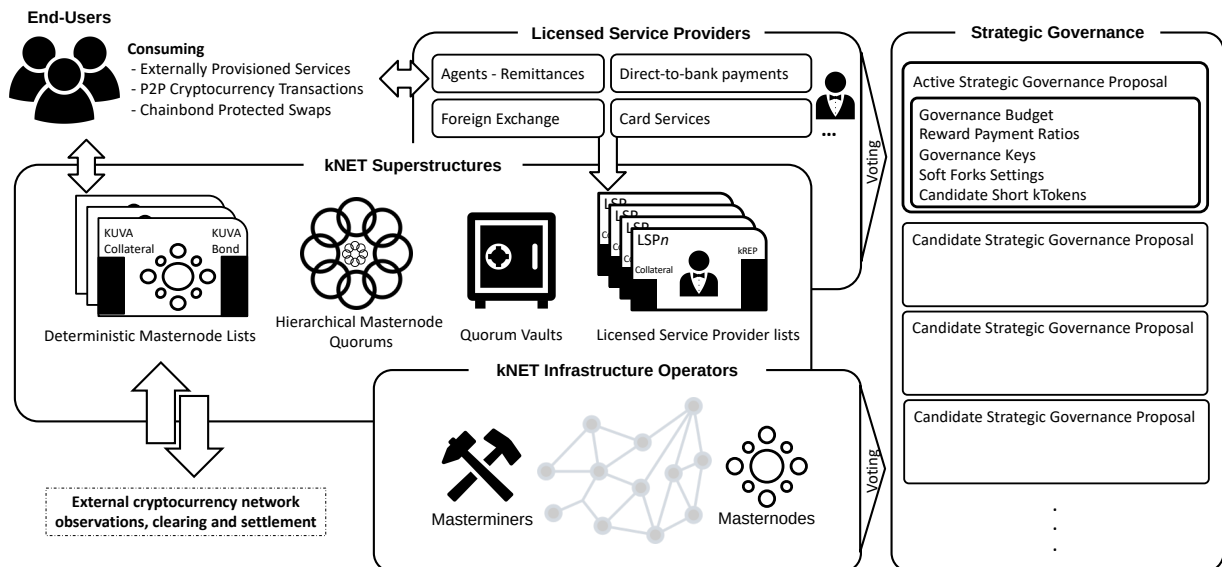 End-Users
Consuming
- Externally Provisioned Services
- P2P Cryptocurrency Transactions
- Chainbond Protected Swaps
Licensed Service Providers
Agents - Remittances
Direct-to-bank payments
Foreign Exchange
Card Services
...
Voting
Strategic Governance
Active Strategic Governance Proposal
Governance Budget
Reward Payment Ratios
Governance Keys
Soft Forks Settings
Candidate Short kTokens
Candidate Strategic Governance Proposal
Candidate Strategic Governance Proposal
Candidate Strategic Governance Proposal
.
.
.
kNET Superstructures
KUVA
Collateral
KUVA
Bond
Deterministic Masternode Lists
Hierarchical Masternode
Quorums
Quorum Vaults
LSP
LSP
LSPn
Collateral
kREP
Licensed Service Provider lists
kNET Infrastructure Operators
Masterminers
Masternodes
Voting
External cryptocurrency network
observations, clearing and settlement